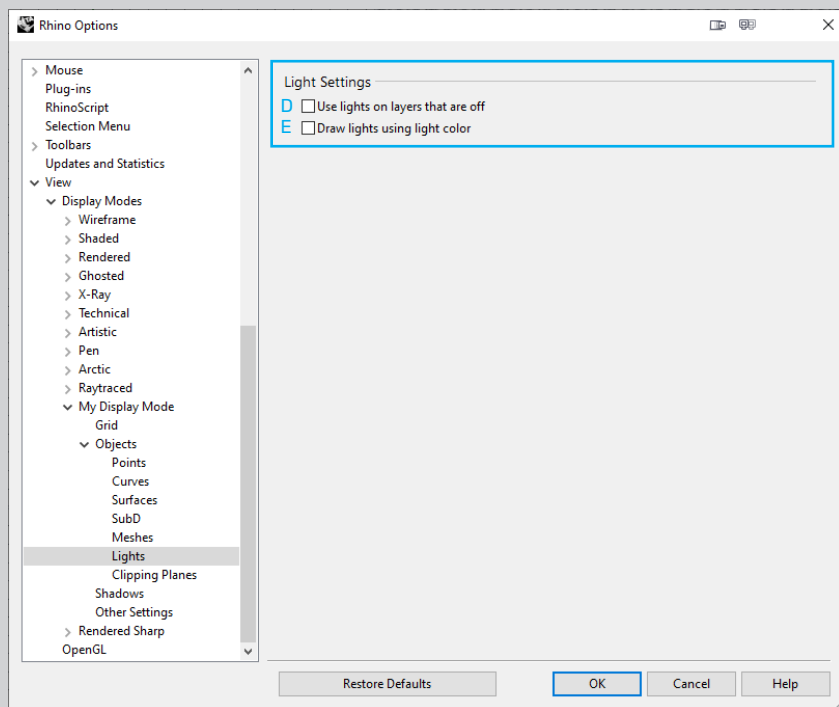 Rhino Options
Mouse
Plug-ins
RhinoScript
Selection Menu
Toolbars
Updates and Statistics
View
Display Modes
Wireframe
Shaded
Rendered
Ghosted
X-Ray
Technical
Artistic
Pen
Arctic
Raytraced
My Display Mode
Grid
Objects
Points
Curves
Surfaces
SubD
Meshes
Lights
Clipping Planes
Shadows
Other Settings
Rendered Sharp
OpenGL
Light Settings
D Use lights on layers that are off
E Draw lights using light color
Restore Defaults OK Cancel Help